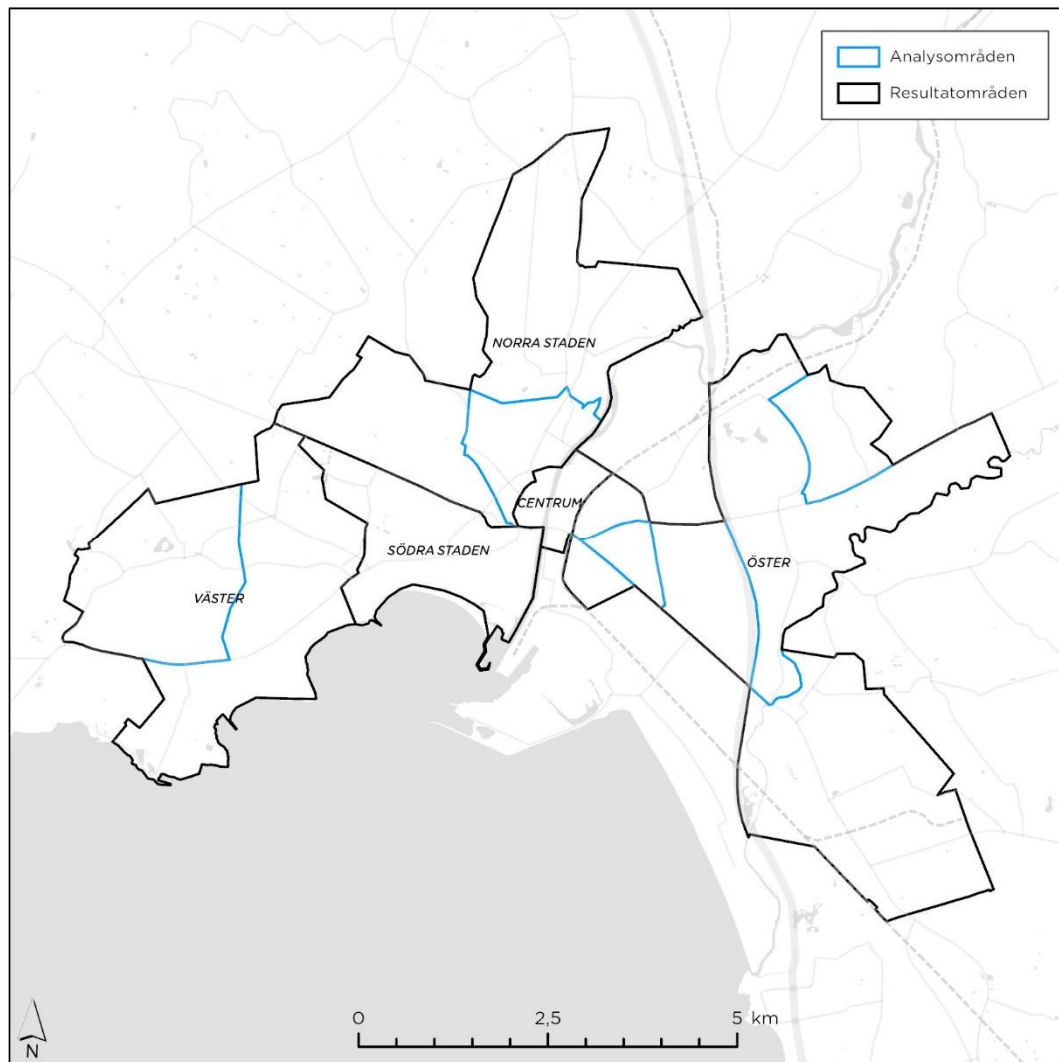 Analysområden
Resultatområden
NORRA STADEN
CENTRUM
SÖDRA STADEN
ÖSTER
VÄSTER
0 2,5 5 km
N